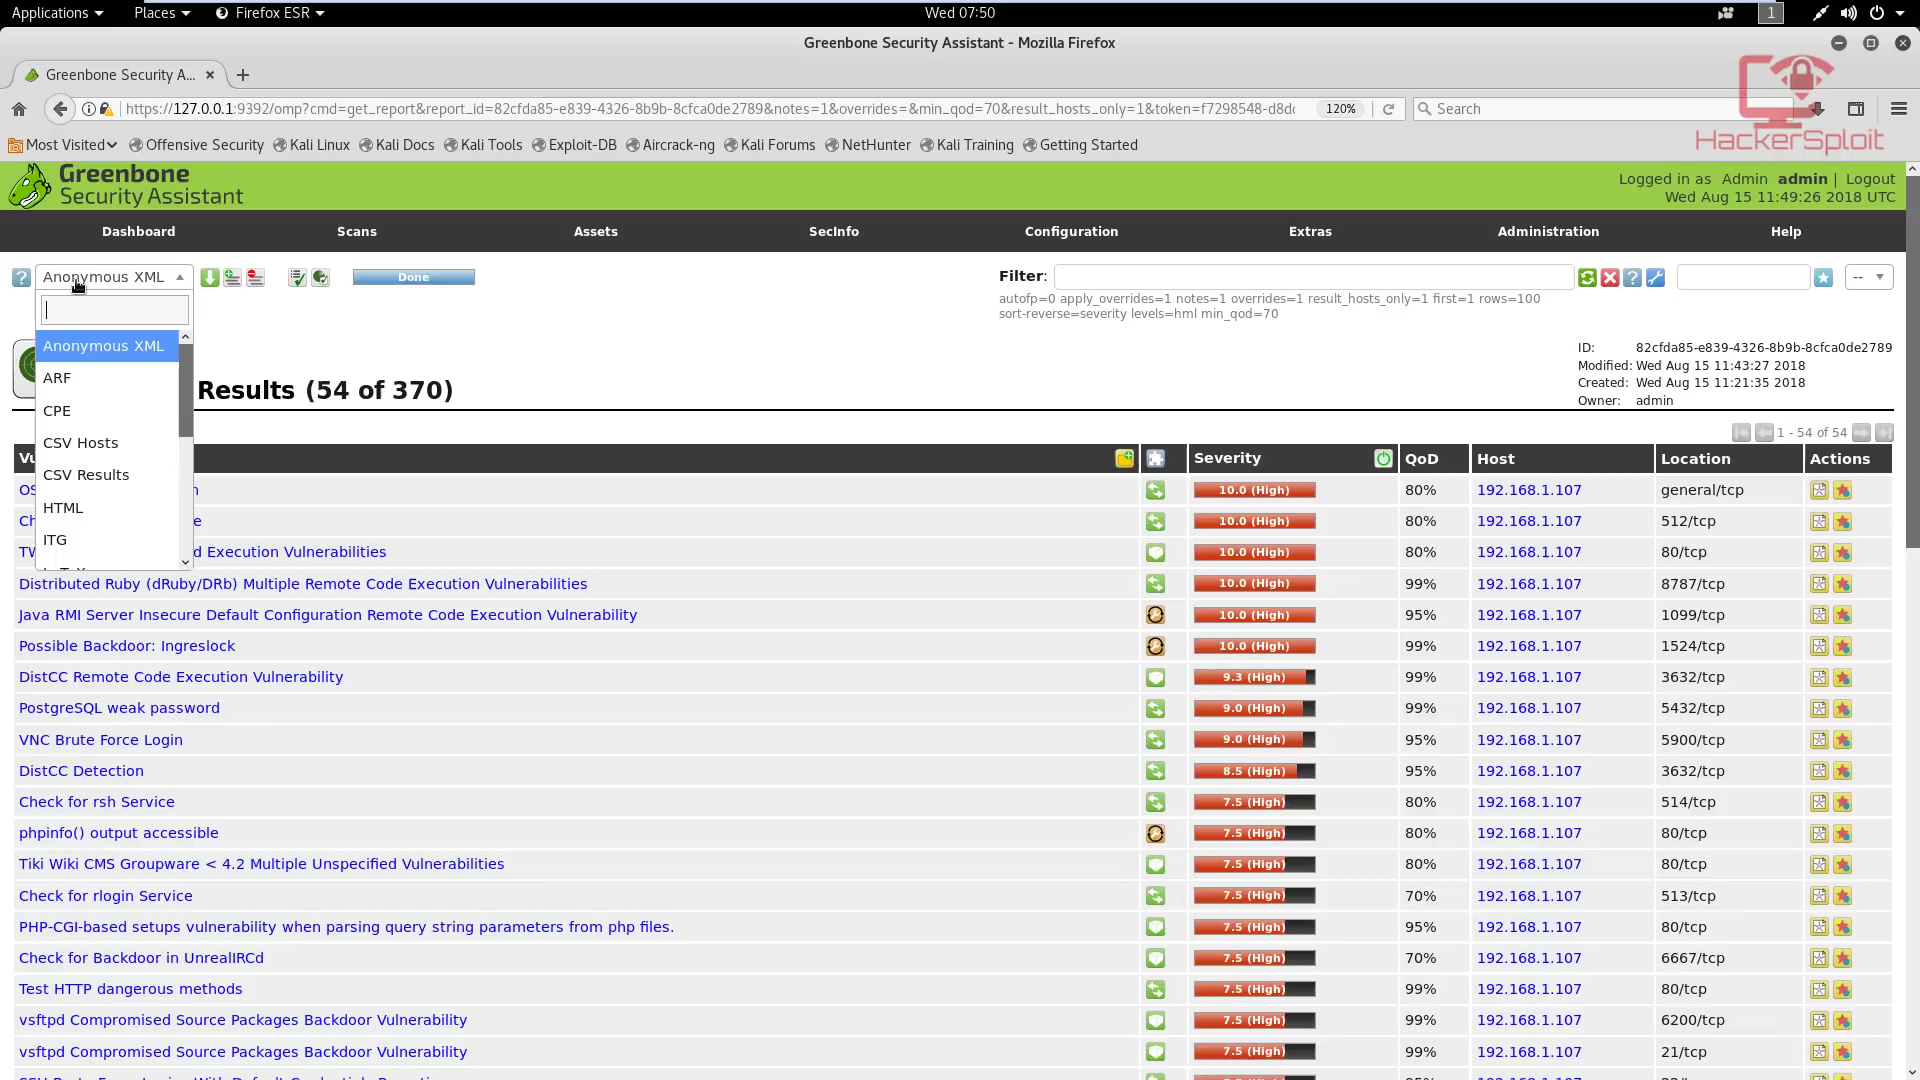 Applications Places Firefox ESR Wed 07:50 1
Greenbone Security Assistant - Mozilla Firefox
Greenbone Security A...
https://127.0.0.1:9392/omp?cmd=get_report&report_id=82cfda85-e839-4326-8b9b-8cfca0de2789&notes=1&overrides=&min_qod=70&result_hosts_only=1&token=f7298548-d8dc 120% Search
HackerSploit
Most Visited Offensive Security Kali Linux Kali Docs Kali Tools Exploit-DB Aircrack-ng Kali Forums NetHunter Kali Training Getting Started
Greenbone
Security Assistant
Logged in as Admin admin | Logout
Wed Aug 15 11:49:26 2018 UTC
Dashboard Scans Assets SecInfo Configuration Extras Administration Help
Anonymous XML Done Filter: --
autofp=0 apply_overrides=1 notes=1 overrides=1 result_hosts_only=1 first=1 rows=100
sort-reverse=severity levels=hml min_qod=70
Anonymous XML
ARF
CPE
CSV Hosts
CSV Results
HTML
ITG
ID: 82cfda85-e839-4326-8b9b-8cfca0de2789
Modified: Wed Aug 15 11:43:27 2018
Created: Wed Aug 15 11:21:35 2018
Owner: admin
Results (54 of 370)
1 - 54 of 54
Severity QoD Host Location Actions
10.0 (High) 80% 192.168.1.107 general/tcp
10.0 (High) 80% 192.168.1.107 512/tcp
Execution Vulnerabilities 10.0 (High) 80% 192.168.1.107 80/tcp
Distributed Ruby (dRuby/DRb) Multiple Remote Code Execution Vulnerabilities 10.0 (High) 99% 192.168.1.107 8787/tcp
Java RMI Server Insecure Default Configuration Remote Code Execution Vulnerability 10.0 (High) 95% 192.168.1.107 1099/tcp
Possible Backdoor: Ingreslock 10.0 (High) 99% 192.168.1.107 1524/tcp
DistCC Remote Code Execution Vulnerability 9.3 (High) 99% 192.168.1.107 3632/tcp
PostgreSQL weak password 9.0 (High) 99% 192.168.1.107 5432/tcp
VNC Brute Force Login 9.0 (High) 95% 192.168.1.107 5900/tcp
DistCC Detection 8.5 (High) 95% 192.168.1.107 3632/tcp
Check for rsh Service 7.5 (High) 80% 192.168.1.107 514/tcp
phpinfo() output accessible 7.5 (High) 80% 192.168.1.107 80/tcp
Tiki Wiki CMS Groupware < 4.2 Multiple Unspecified Vulnerabilities 7.5 (High) 80% 192.168.1.107 80/tcp
Check for rlogin Service 7.5 (High) 70% 192.168.1.107 513/tcp
PHP-CGI-based setups vulnerability when parsing query string parameters from php files. 7.5 (High) 95% 192.168.1.107 80/tcp
Check for Backdoor in UnrealIRCd 7.5 (High) 70% 192.168.1.107 6667/tcp
Test HTTP dangerous methods 7.5 (High) 99% 192.168.1.107 80/tcp
vsftpd Compromised Source Packages Backdoor Vulnerability 7.5 (High) 99% 192.168.1.107 6200/tcp
vsftpd Compromised Source Packages Backdoor Vulnerability 7.5 (High) 99% 192.168.1.107 21/tcp